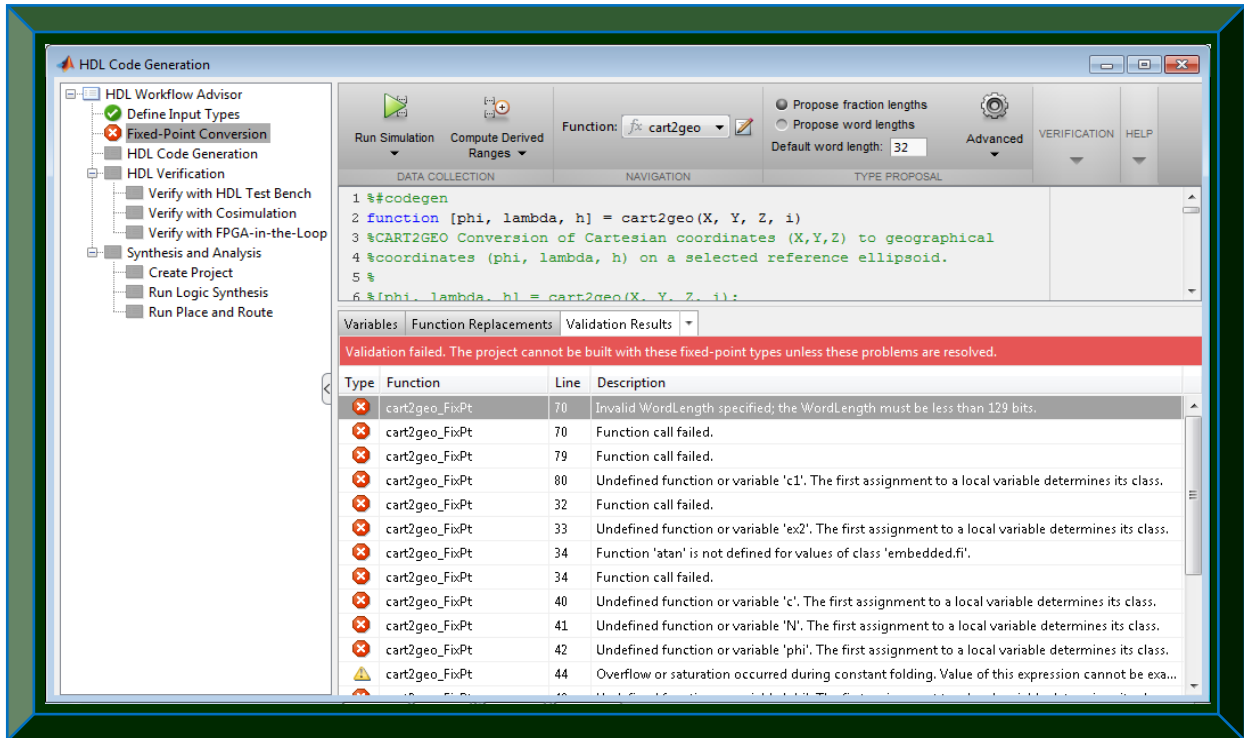 HDL Code Generation
HDL Workflow Advisor
Define Input Types
Fixed-Point Conversion
HDL Code Generation
HDL Verification
Verify with HDL Test Bench
Verify with Cosimulation
Verify with FPGA-in-the-Loop
Synthesis and Analysis
Create Project
Run Logic Synthesis
Run Place and Route
Run Simulation
Compute Derived
Ranges
DATA COLLECTION
Function: fx cart2geo
NAVIGATION
Propose fraction lengths
Propose word lengths
Default word length: 32
Advanced
TYPE PROPOSAL
VERIFICATION
HELP
1 %#codegen
2 function [phi, lambda, h] = cart2geo(X, Y, Z, i)
3 %CART2GEO Conversion of Cartesian coordinates (X,Y,Z) to geographical
4 %coordinates (phi, lambda, h) on a selected reference ellipsoid.
5 %
6 %[phi, lambda, h] = cart2geo(X, Y, Z, i);
Variables Function Replacements Validation Results
Validation failed. The project cannot be built with these fixed-point types unless these problems are resolved.
Type Function Line Description
cart2geo_FixPt 70 Invalid WordLength specified; the WordLength must be less than 129 bits.
cart2geo_FixPt 70 Function call failed.
cart2geo_FixPt 79 Function call failed.
cart2geo_FixPt 80 Undefined function or variable 'c1'. The first assignment to a local variable determines its class.
cart2geo_FixPt 32 Function call failed.
cart2geo_FixPt 33 Undefined function or variable 'ex2'. The first assignment to a local variable determines its class.
cart2geo_FixPt 34 Function 'atan' is not defined for values of class 'embedded.fi'.
cart2geo_FixPt 34 Function call failed.
cart2geo_FixPt 40 Undefined function or variable 'c'. The first assignment to a local variable determines its class.
cart2geo_FixPt 41 Undefined function or variable 'N'. The first assignment to a local variable determines its class.
cart2geo_FixPt 42 Undefined function or variable 'phi'. The first assignment to a local variable determines its class.
cart2geo_FixPt 44 Overflow or saturation occurred during constant folding. Value of this expression cannot be exa...